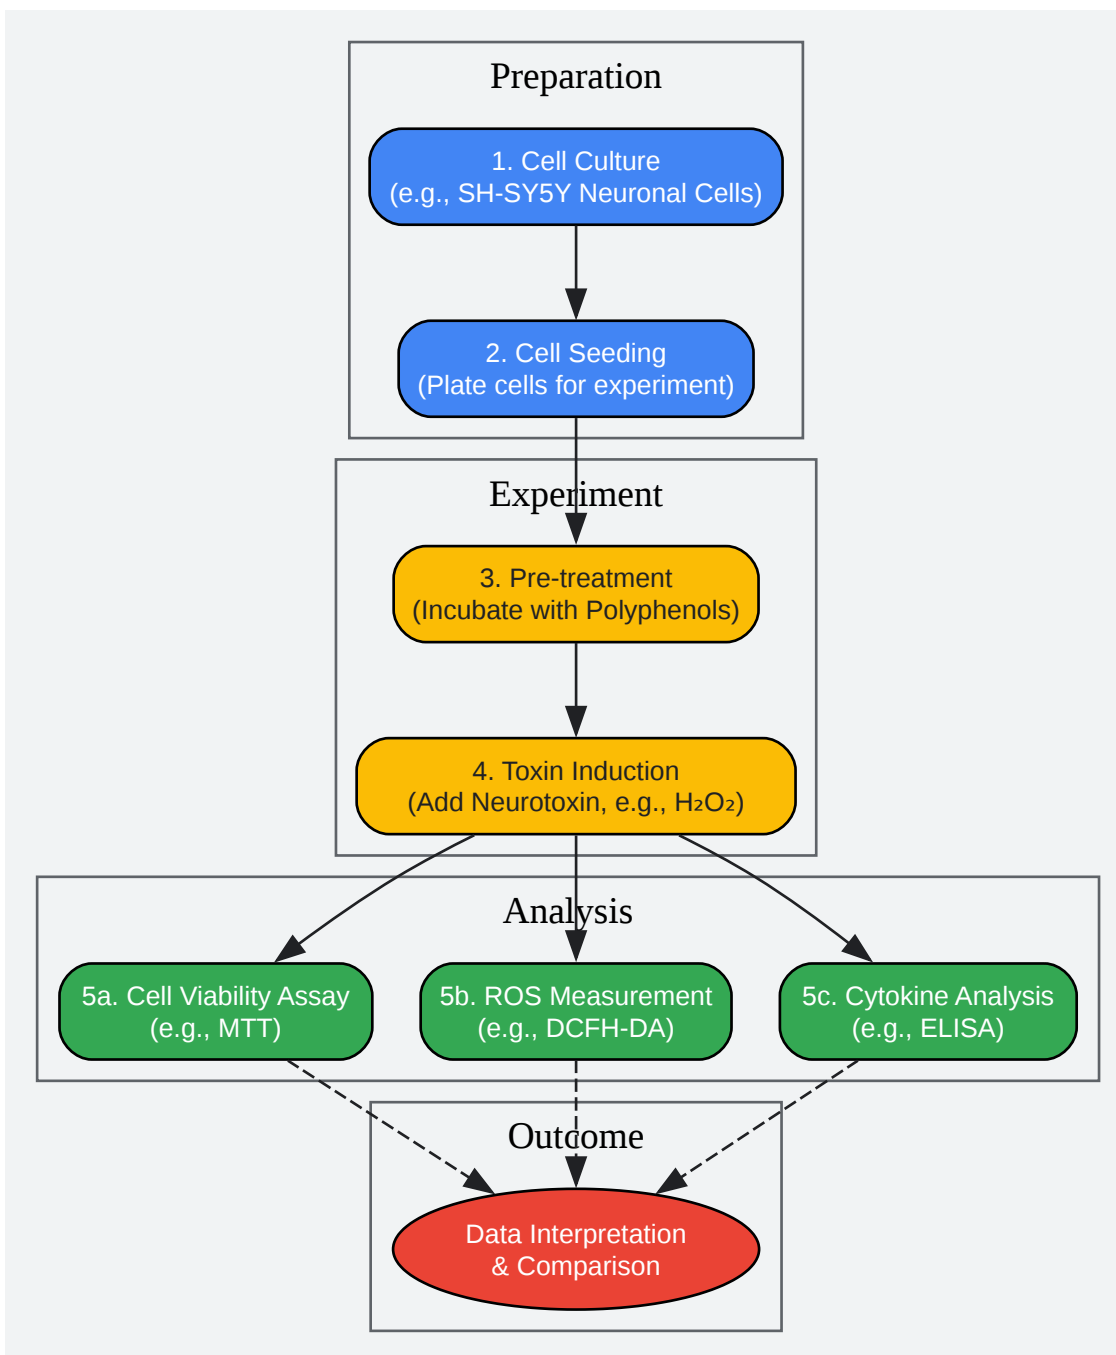 Preparation
1. Cell Culture
(e.g., SH-SY5Y Neuronal Cells)
2. Cell Seeding
(Plate cells for experiment)
Experiment
3. Pre-treatment
(Incubate with Polyphenols)
4. Toxin Induction
(Add Neurotoxin, e.g., H₂O₂)
Analysis
5a. Cell Viability Assay
(e.g., MTT)
5b. ROS Measurement
(e.g., DCFH-DA)
5c. Cytokine Analysis
(e.g., ELISA)
Outcome
Data Interpretation
& Comparison